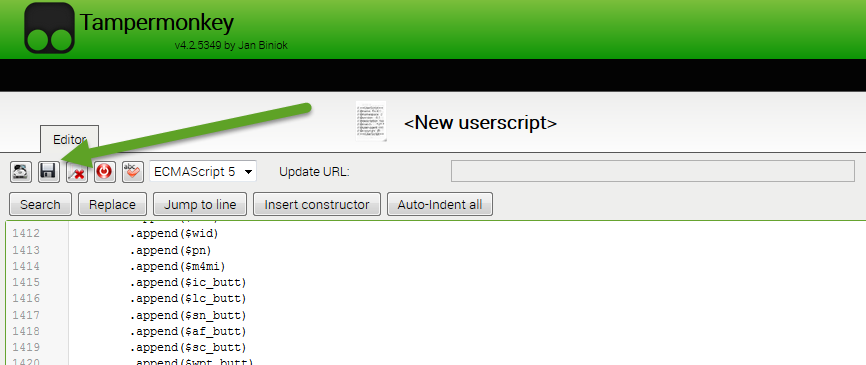 Tampermonkey
v4.2.5349 by Jan Biniok
<New userscript>
Editor
abc
ECMAScript 5
Update URL:
Search
Replace
Jump to line
Insert constructor
Auto-Indent all
1412 .append($wid)
1413 .append($pn)
1414 .append($m4mi)
1415 .append($ic_butt)
1416 .append($lc_butt)
1417 .append($sn_butt)
1418 .append($af_butt)
1419 .append($sc_butt)
1420 .append($wpt_butt)